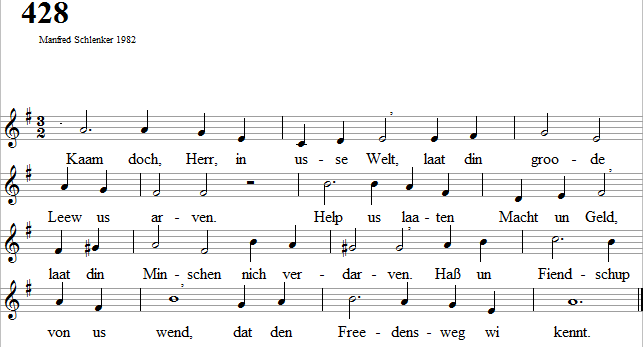 428
Manfred Schlenker 1982
3
2
Kaam doch, Herr, in us - se Welt, laat din groo - de
Leew us ar - ven. Help us laa - ten Macht un Geld,
laat din Min - schen nich ver - dar - ven. Haß un Fiend - schup
von us wend, dat den Free - dens - weg wi kennt.